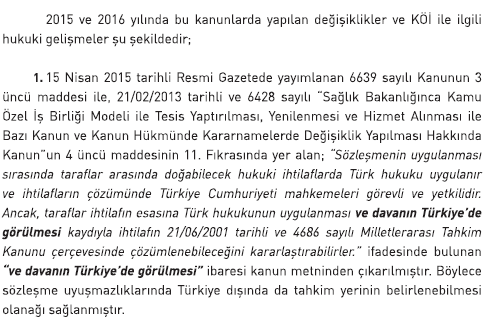 2015 ve 2016 yılında bu kanunlarda yapılan değişiklikler ve KÖİ ile ilgili
hukuki gelişmeler şu şekildedir;
1. 15 Nisan 2015 tarihli Resmi Gazetede yayımlanan 6639 sayılı Kanunun 3
üncü maddesi ile, 21/02/2013 tarihli ve 6428 sayılı “Sağlık Bakanlığınca Kamu
Özel İş Birliği Modeli ile Tesis Yaptırılması, Yenilenmesi ve Hizmet Alınması ile
Bazı Kanun ve Kanun Hükmünde Kararnamelerde Değişiklik Yapılması Hakkında
Kanun”un 4 üncü maddesinin 11. Fıkrasında yer alan; “Sözleşmenin uygulanması
sırasında taraflar arasında doğabilecek hukuki ihtilaflarda Türk hukuku uygulanır
ve ihtilafların çözümünde Türkiye Cumhuriyeti mahkemeleri görevli ve yetkilidir.
Ancak, taraflar ihtilafın esasına Türk hukukunun uygulanması ve davanın Türkiye’de
görülmesi kaydıyla ihtilafın 21/06/2001 tarihli ve 4686 sayılı Milletlerarası Tahkim
Kanunu çerçevesinde çözümlenebileceğini kararlaştırabilirler.” ifadesinde bulunan
“ve davanın Türkiye’de görülmesi” ibaresi kanun metninden çıkarılmıştır. Böylece
sözleşme uyuşmazlıklarında Türkiye dışında da tahkim yerinin belirlenebilmesi
olanağı sağlanmıştır.